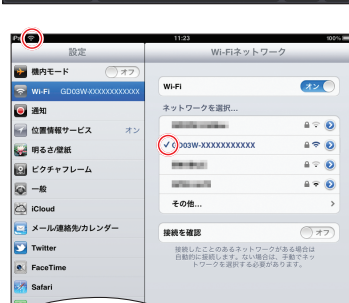 11:23
100%
設定
Wi-Fiネットワーク
機内モード オフ
Wi-Fi GD03W-XXXXXXXXXXX
通知
位置情報サービス オン
明るさ/壁紙
ピクチャフレーム
一般
iCloud
メール/連絡先/カレンダー
Twitter
FaceTime
Safari
Wi-Fi オン
ネットワークを選択...
GD03W-XXXXXXXXXXX
その他...
接続を確認 オフ
接続したことのあるネットワークがある場合は
自動的に接続します。ない場合は、手動でネッ
トワークを選択する必要があります。